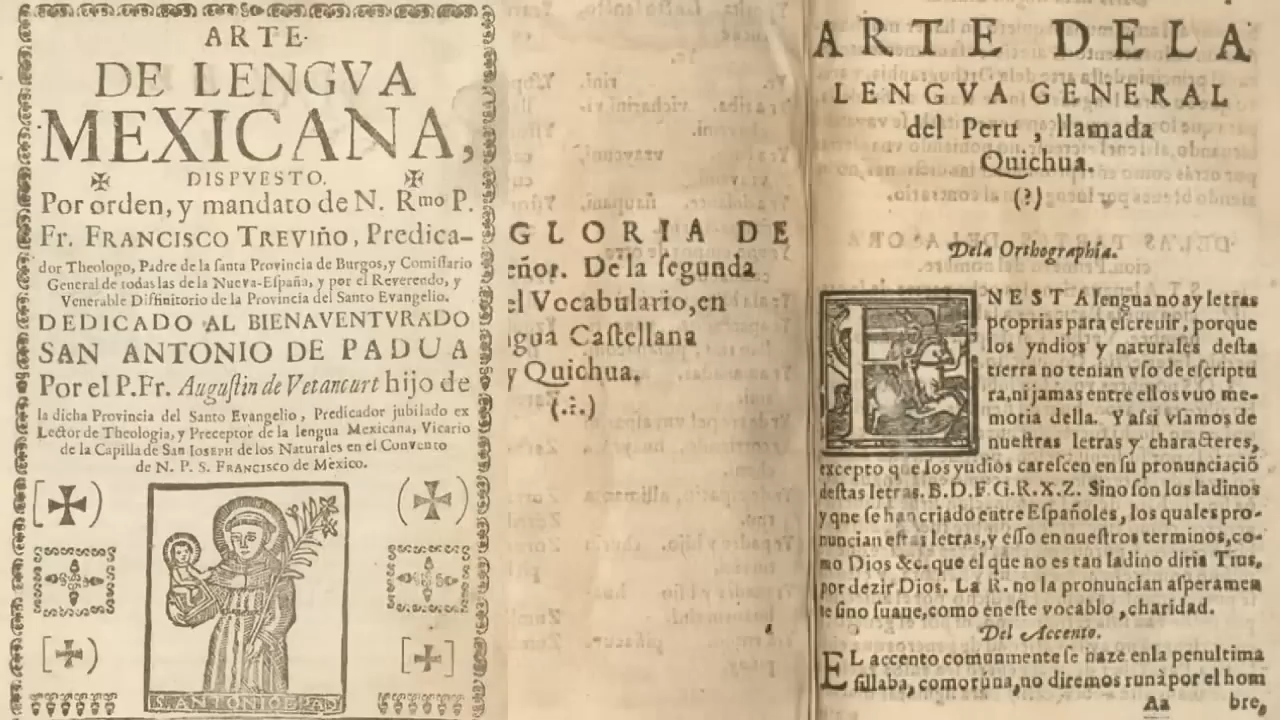 ARTE·
DE LENGVA
MEXICANA,
DISPVESTO.
Por orden, y mandato de N. Rmo P.
Fr. FRANCISCO TREVIñO, Predica-
dor Theologo, Padre de la ſanta Provincia de Burgos, y Comiſſario
General de todas las de la Nueva-Eſpaña, y por el Reverendo, y
Venerable Diffinitorio de la Provincia del Santo Evangelio.
DEDICADO AL BIENAVENTVRADO
SAN ANTONIO DE PADUA
Por el P. Fr. Auguſtin de Vetancurt hijo de
la dicha Provincia del Santo Evangelio, Predicador jubilado ex
Lector de Theologia, y Preceptor de la lengua Mexicana, Vicario
de la Capilla de SAN IOSEPH de los Naturales en el Convento
de N. P. S. FRANCISCO de Mexico.
S. ANTONIO DE PAD
GLORIA DE
eñor. De la ſegunda
el Vocabulario, en
gua Caſtellana
y Quichua.
(.:.)
ARTE DELA
LENGVA GENERAL
del Peru, llamada
Quichua.
(?)
Dela Orthographia.
EN EST A lengua no ay letras
proprias para eſcreuir, porque
los yndios y naturales deſta
tierra no tenian vſo de eſcriptu
ra, ni jamas entre ellos vuo me-
moria della. Y aſsi vſamos de
nueſtras letras y characteres,
excepto que los yndios careſcen en ſu pronunciaciõ
deſtas letras. B.D.F.G.R.X.Z. Sino ſon los ladinos
y que ſe han criado entre Eſpañoles, los quales pro-
nuncian eſtas letras, y eſſo en nueſtros terminos, co-
mo Dios &c. que el que no es tan ladino diria Tius,
por dezir Dios. La R. no la pronuncian aſperamen
te ſino ſuaue, como eneſte vocablo, charidad.
Del Accento.
EL accento comunmente ſe haze enla penultima
ſillaba, como rúna, no diremos runà por el hom
Aa bre,